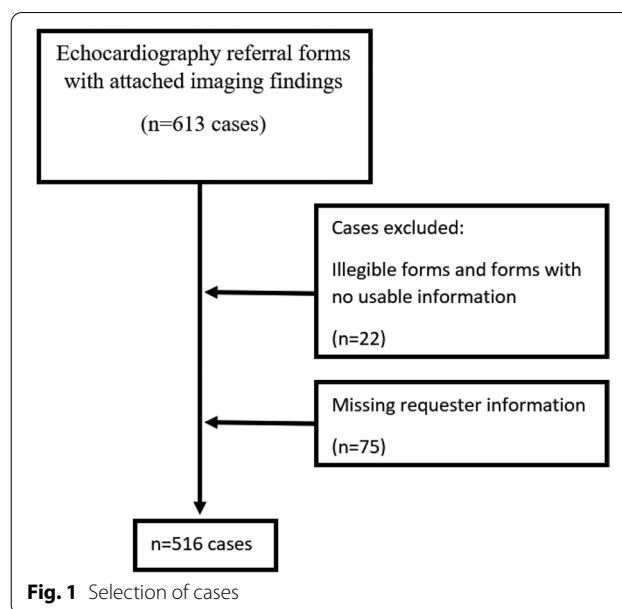 Echocardiography referral forms
with attached imaging findings
(n=613 cases)
Cases excluded:
Illegible forms and forms with
no usable information
(n=22)
Missing requester information
(n=75)
n=516 cases
Fig. 1 Selection of cases